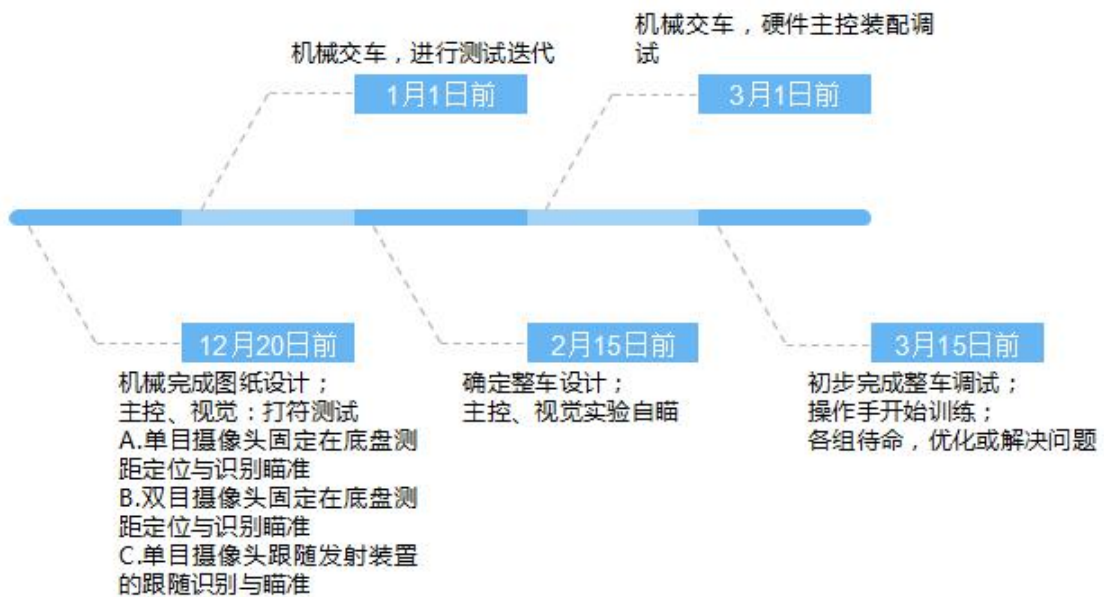 机械交车，进行测试迭代
1月1日前
机械交车，硬件主控装配调
试
3月1日前
12月20日前
机械完成图纸设计；
主控、视觉：打符测试
A.单目摄像头固定在底盘测
距定位与识别瞄准
B.双目摄像头固定在底盘测
距定位与识别瞄准
C.单目摄像头跟随发射装置
的跟随识别与瞄准
2月15日前
确定整车设计；
主控、视觉实验自瞄
3月15日前
初步完成整车调试；
操作手开始训练；
各组待命，优化或解决问题